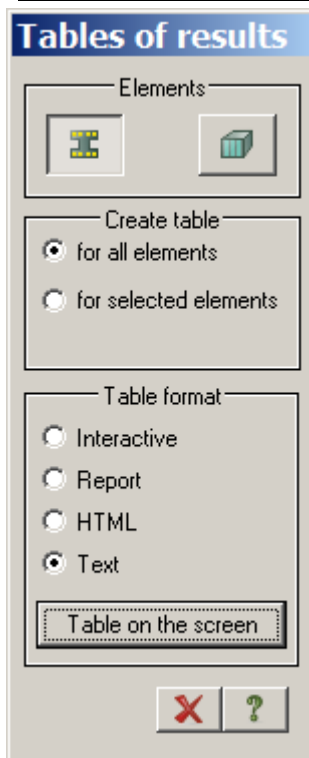 Tables of results
Elements
Create table
for all elements
for selected elements
Table format
Interactive
Report
HTML
Text
Table on the screen
?